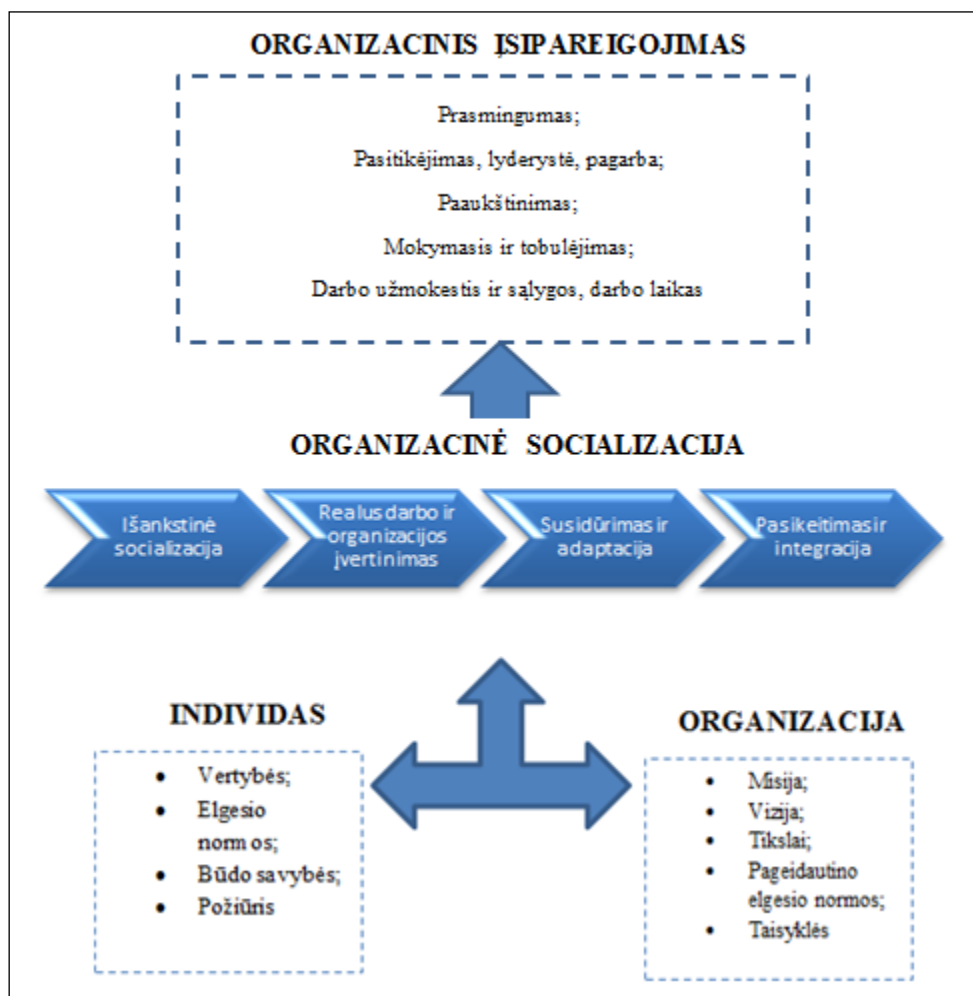 ORGANIZACINIS ĮSIPAREIGOJIMAS
Prasmingumas;
Pasitikėjimas, lyderystė, pagarba;
Paaukštinimas;
Mokymasis ir tobulėjimas;
Darbo užmokestis ir sąlygos, darbo laikas
ORGANIZACINĖ SOCIALIZACIJA
Išankstinė
socializacija
Realus darbo ir
organizacijos
įvertinimas
Susidūrimas ir
adaptacija
Pasikeitimas ir
integracija
INDIVIDAS
• Vertybės;
• Elgesio
normos;
• Būdo savybės;
• Požiūris
ORGANIZACIJA
• Misija;
• Vizija;
• Tikslai;
• Pageidautino
elgesio normos;
• Taisyklės